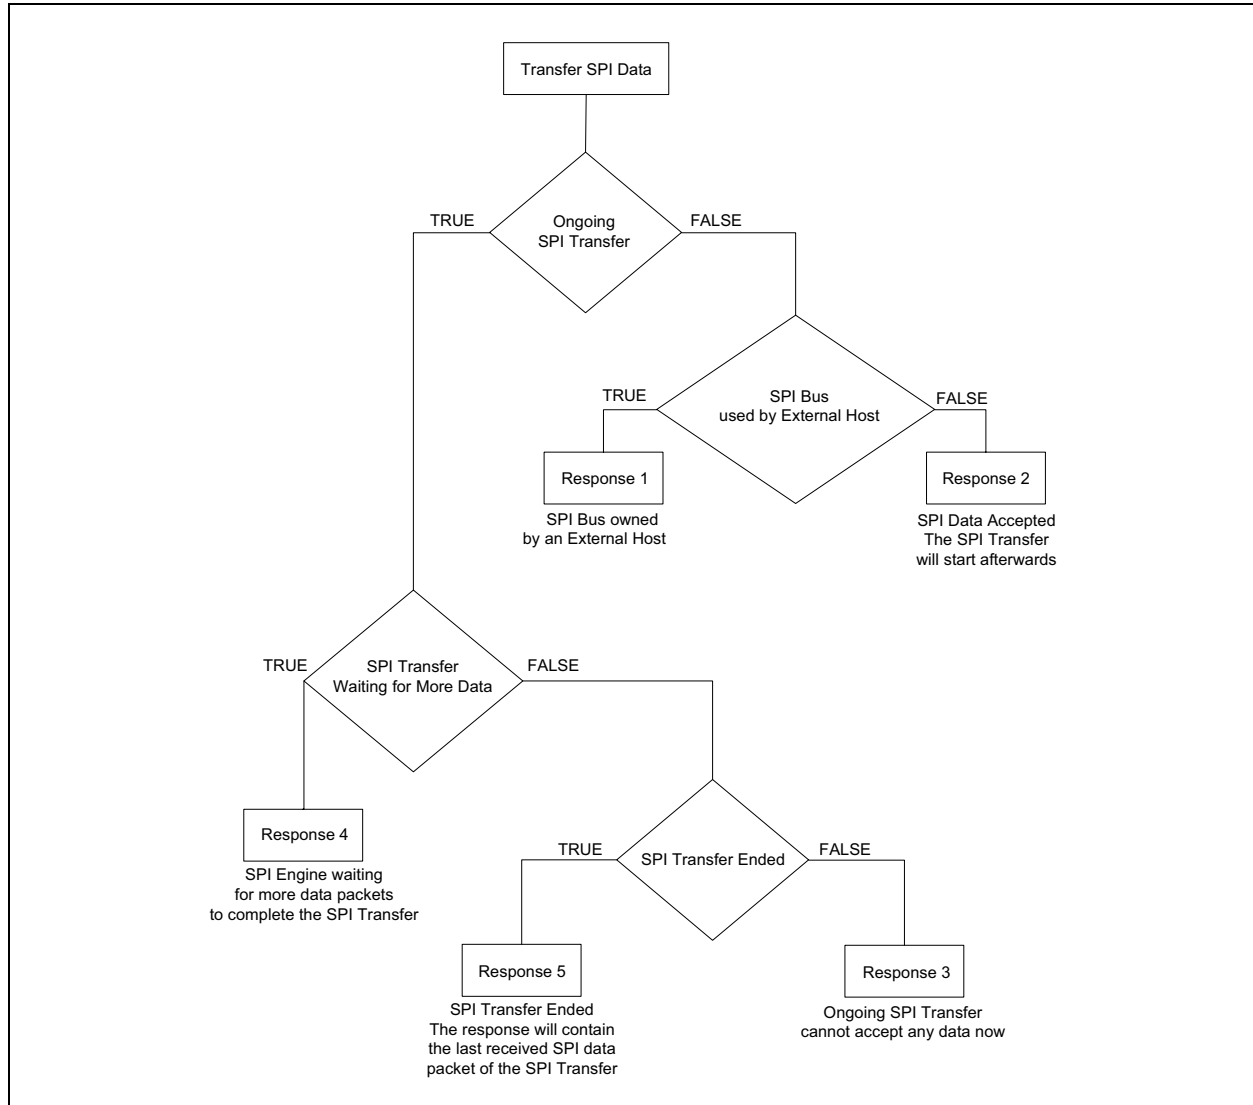 Transfer SPI Data
Ongoing
SPI Transfer
TRUE
FALSE
SPI Bus
used by External Host
TRUE
FALSE
Response 1
SPI Bus owned
by an External Host
Response 2
SPI Data Accepted
The SPI Transfer
will start afterwards
SPI Transfer
Waiting for More Data
TRUE
FALSE
Response 4
SPI Engine waiting
for more data packets
to complete the SPI Transfer
SPI Transfer Ended
TRUE
FALSE
Response 5
SPI Transfer Ended
The response will contain
the last received SPI data
packet of the SPI Transfer
Response 3
Ongoing SPI Transfer
cannot accept any data now